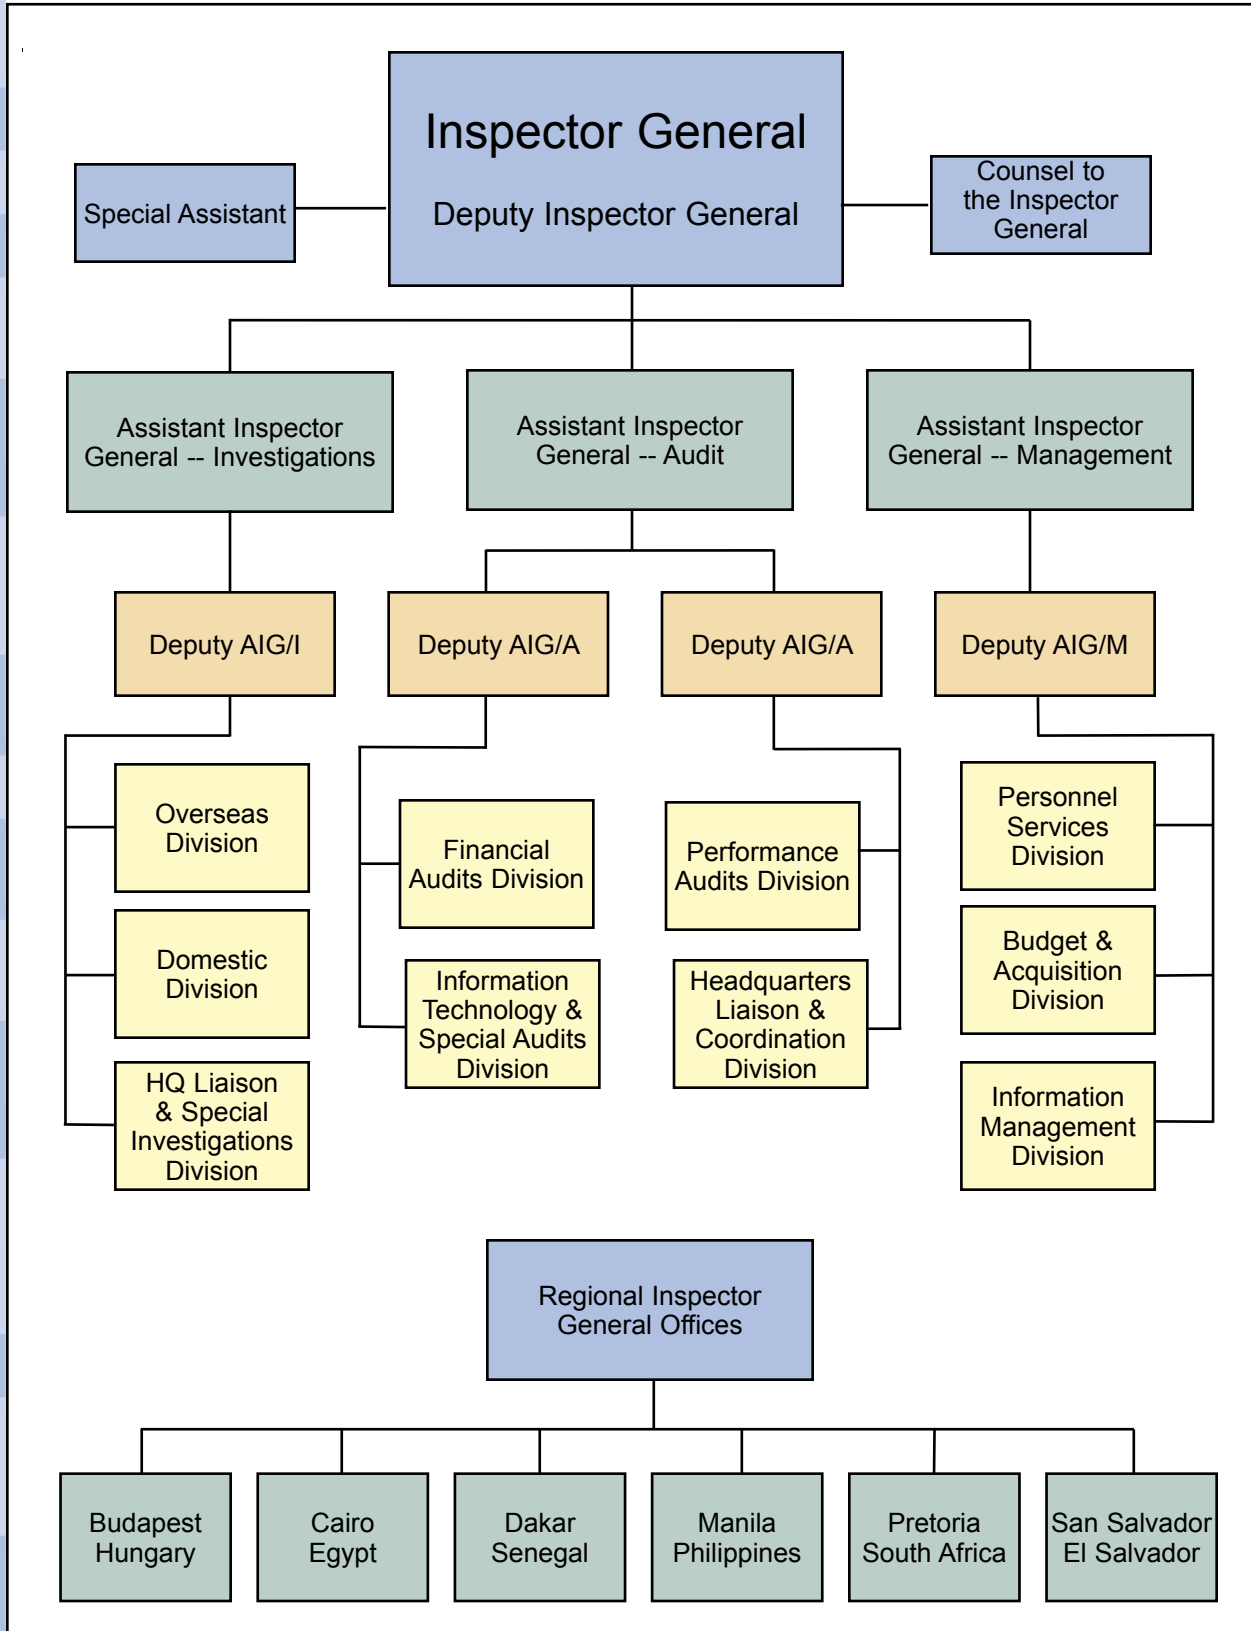 Inspector General
Deputy Inspector General
Special Assistant
Counsel to
the Inspector
General
Assistant Inspector
General -- Investigations
Assistant Inspector
General -- Audit
Assistant Inspector
General -- Management
Deputy AIG/I
Deputy AIG/A
Deputy AIG/A
Deputy AIG/M
Overseas
Division
Domestic
Division
HQ Liaison
& Special
Investigations
Division
Financial
Audits Division
Information
Technology &
Special Audits
Division
Performance
Audits Division
Headquarters
Liaison &
Coordination
Division
Personnel
Services
Division
Budget &
Acquisition
Division
Information
Management
Division
Regional Inspector
General Offices
Budapest
Hungary
Cairo
Egypt
Dakar
Senegal
Manila
Philippines
Pretoria
South Africa
San Salvador
El Salvador